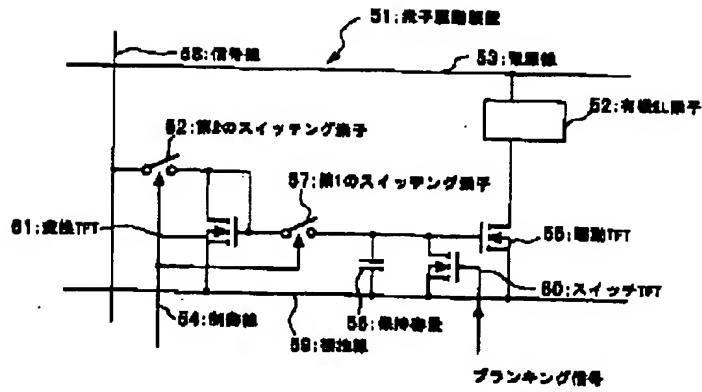 51:素子駆動装置
58:信号線
53:電源線
52:有機EL素子
62:第2のスイッチング素子
57:第1のスイッチング素子
61:変換TFT
55:駆動TFT
60:スイッチTFT
56:保持容量
54:制御線
59:接地線
ブランキング信号